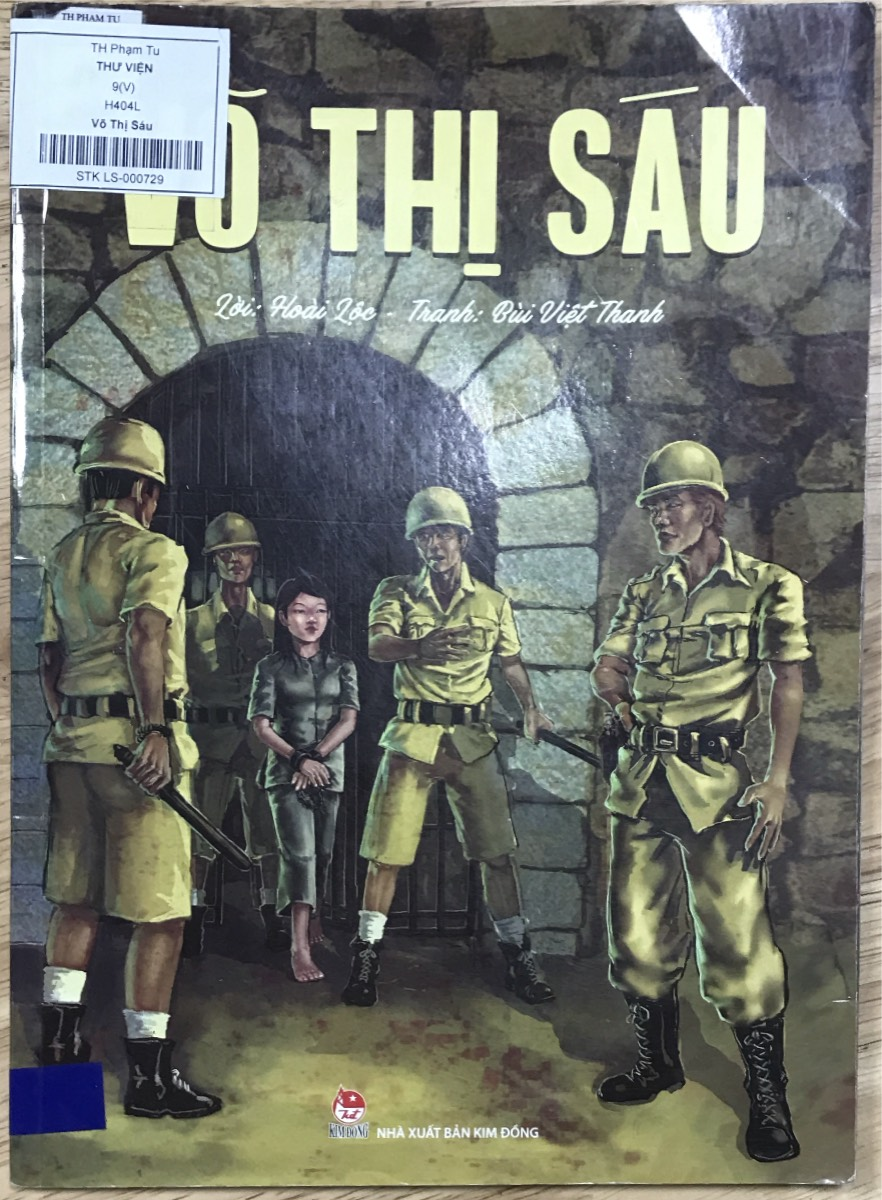 TH PHAM TU
TH Phạm Tu
THƯ VIỆN
9(V)
H404L
Võ Thị Sáu
STK LS-000729
VÕ THỊ SÁU
Lời: Hoài Lộc - Tranh: Bùi Việt Thanh
KIM ĐỒNG
NHÀ XUẤT BẢN KIM ĐỒNG